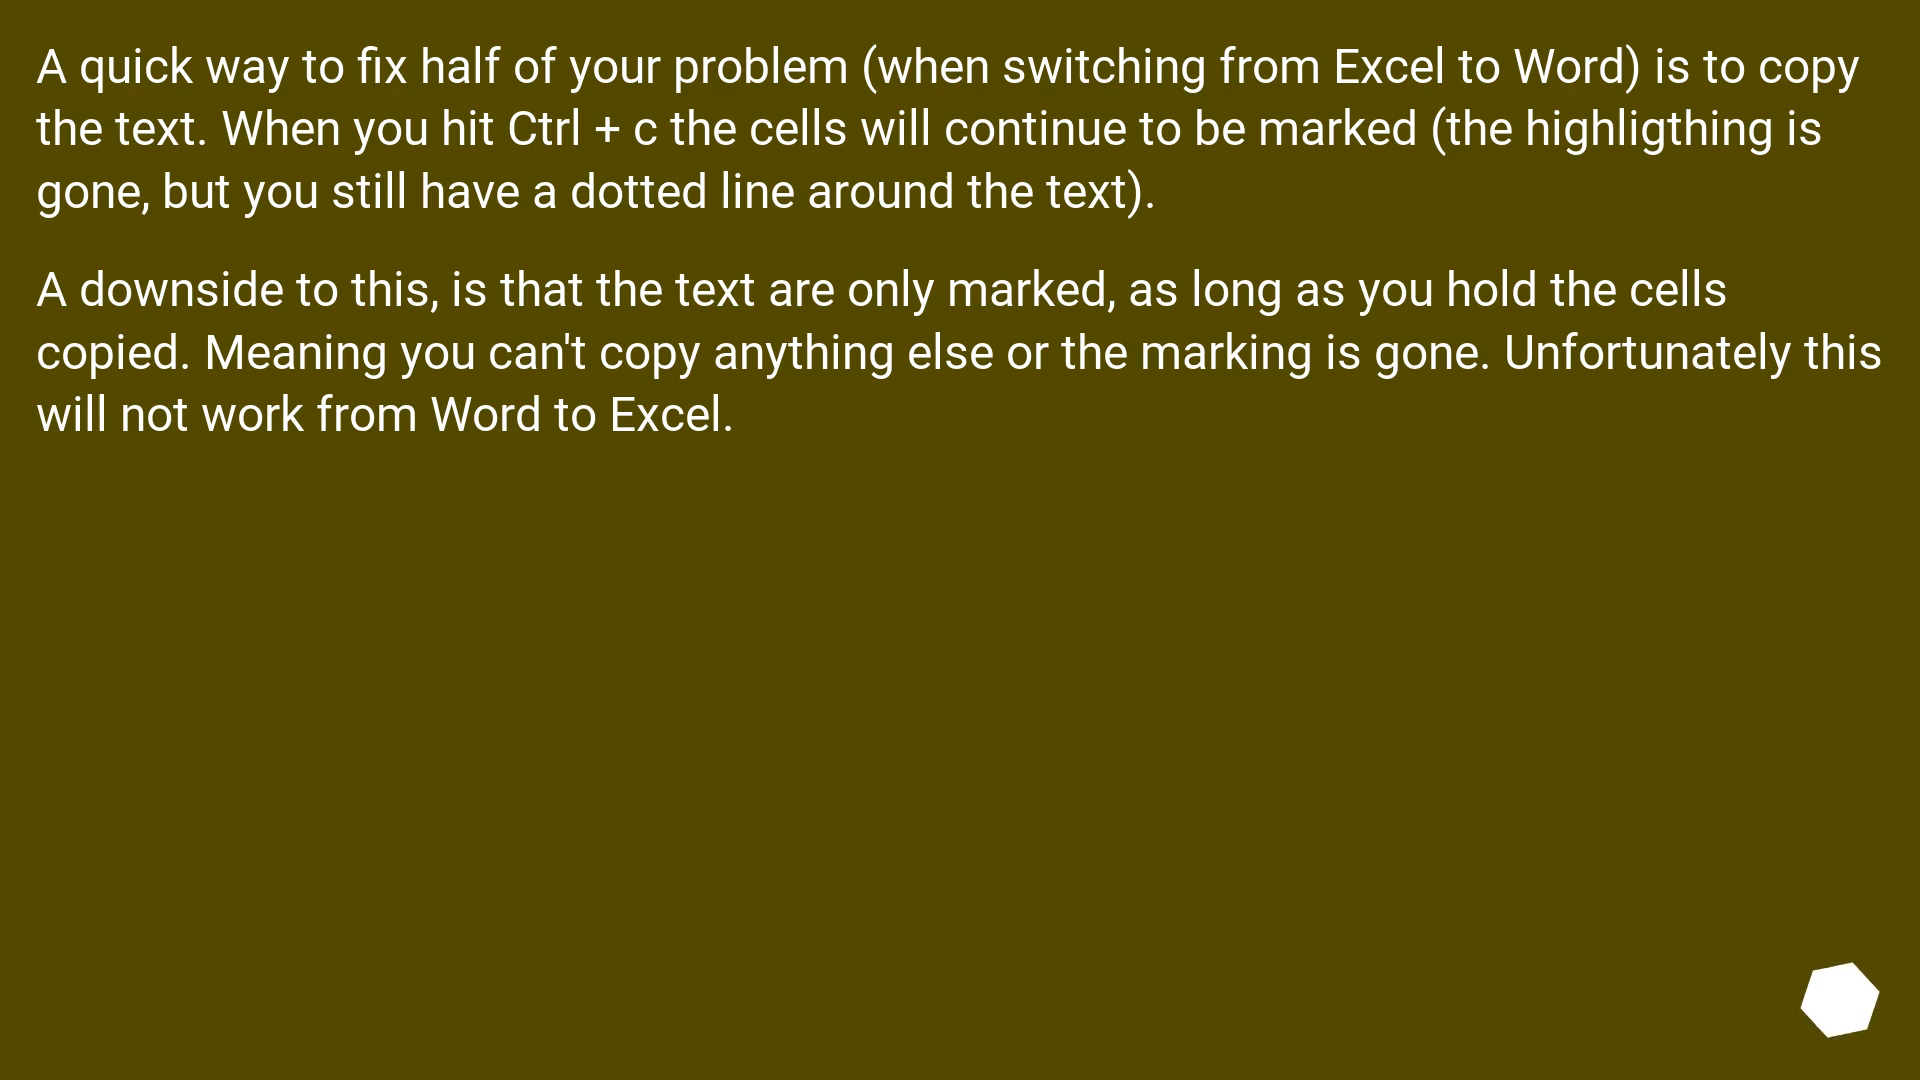 A quick way to fix half of your problem (when switching from Excel to Word) is to copy
the text. When you hit Ctrl + c the cells will continue to be marked (the highligthing is
gone, but you still have a dotted line around the text).
A downside to this, is that the text are only marked, as long as you hold the cells
copied. Meaning you can't copy anything else or the marking is gone. Unfortunately this
will not work from Word to Excel.